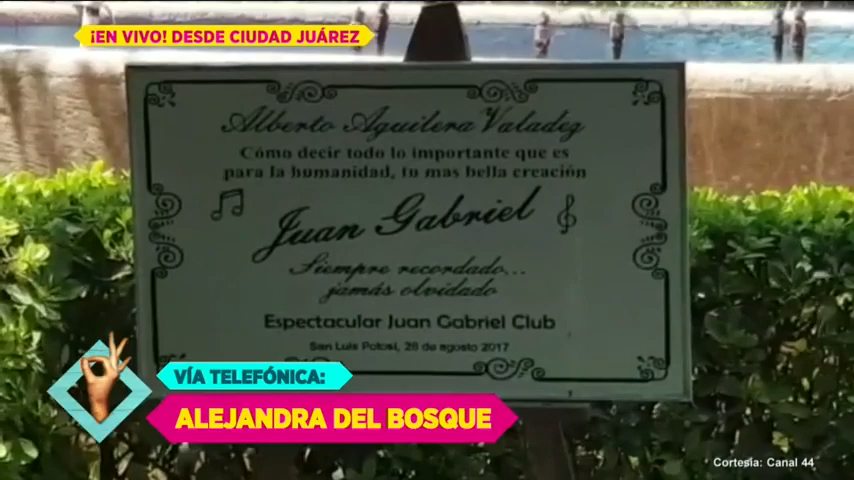 ¡EN VIVO! DESDE CIUDAD JUÁREZ
Alberto Aguilera Valadez
Cómo decir todo lo importante que es
para la humanidad, tu mas bella creación
Juan Gabriel
Siempre recordado...
jamás olvidado
Espectacular Juan Gabriel Club
San Luis Potosí, 28 de agosto 2017
VÍA TELEFÓNICA:
ALEJANDRA DEL BOSQUE
Cortesía: Canal 44